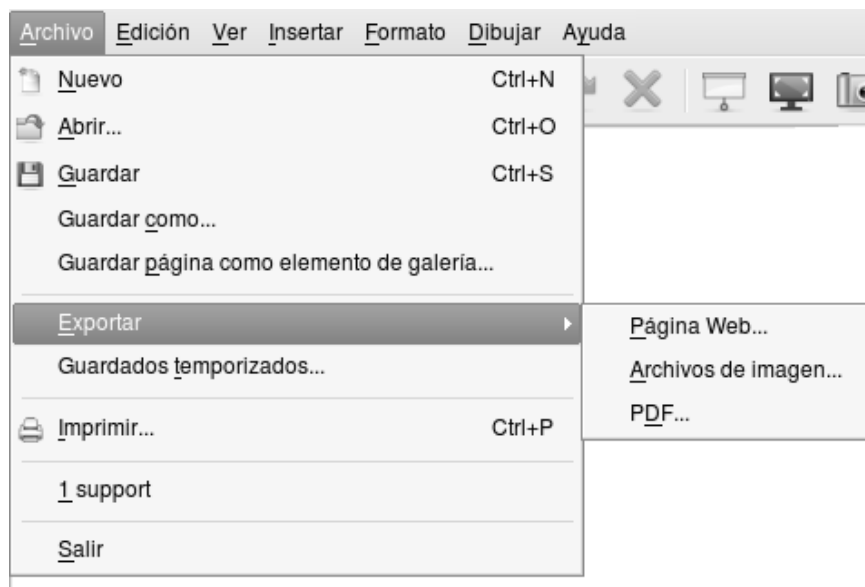 Archivo Edición Ver Insertar Formato Dibujar Ayuda
Nuevo Ctrl+N
Abrir... Ctrl+O
Guardar Ctrl+S
Guardar como...
Guardar página como elemento de galería...
Exportar
Página Web...
Guardados temporizados...
Archivos de imagen...
PDF...
Imprimir... Ctrl+P
1 support
Salir